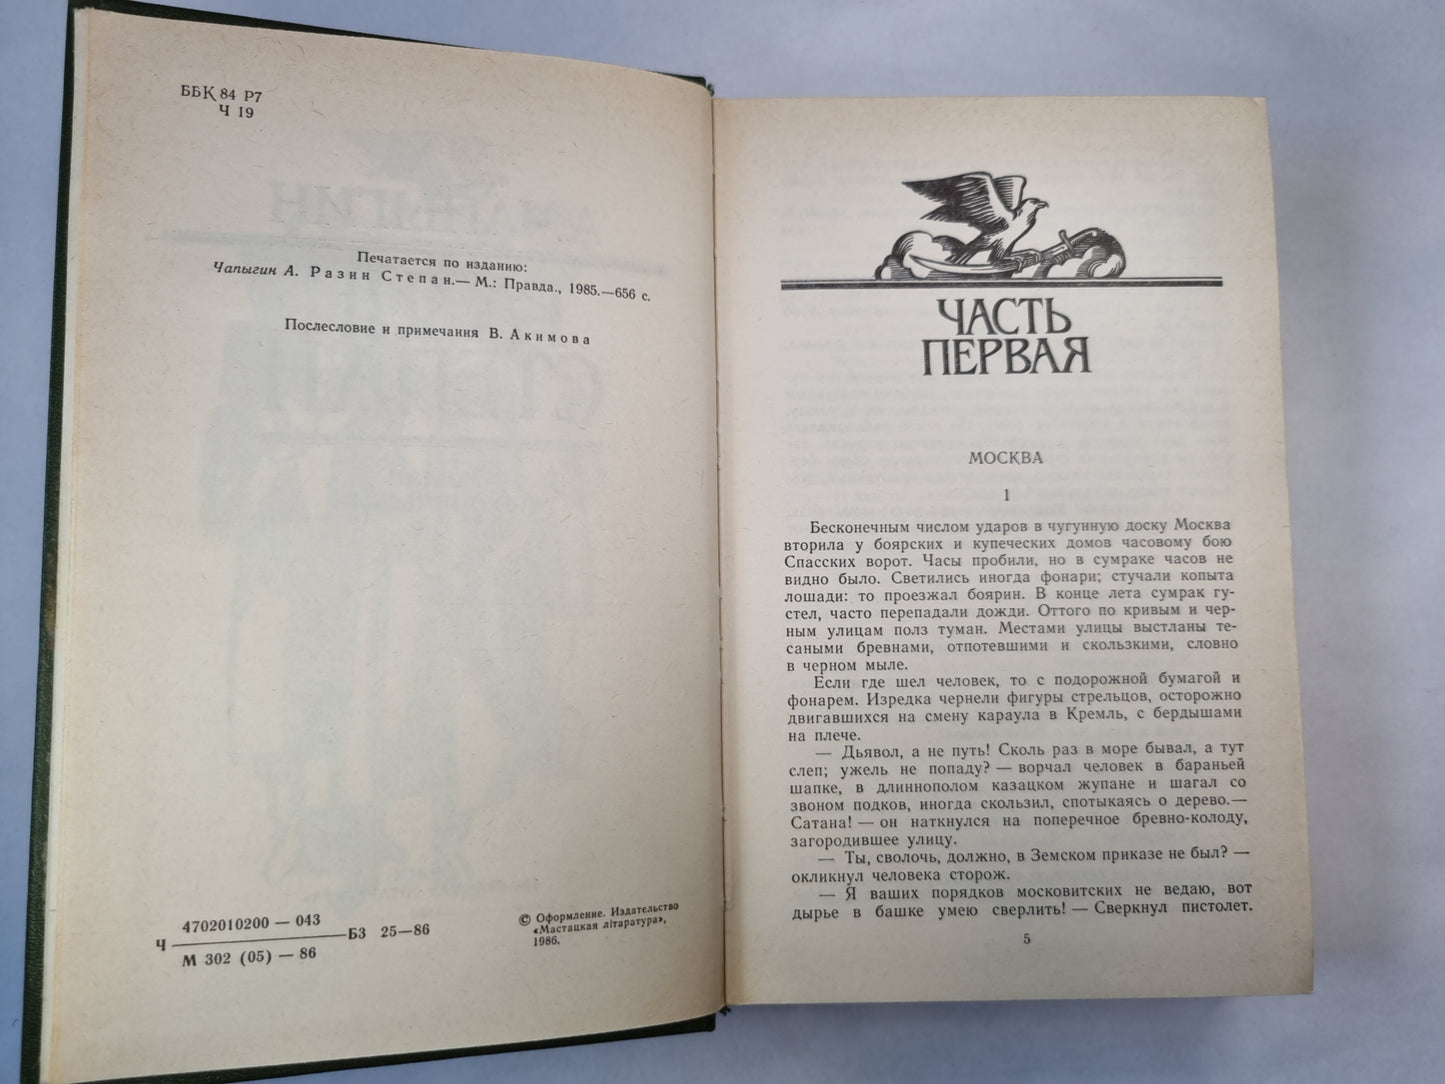 ББК 84 Р7
Ч 19
Печатается по изданию:
Чапыгин А. Разин Степан.— М.: Правда., 1985.—656 с.
Послесловие и примечания В. Акимова
Ч 4702010200 — 043
М 302 (05) — 86
БЗ 25—86
© Оформление. Издательство
«Мастацкая літаратура»,
1986.
ЧАСТЬ
ПЕРВАЯ
МОСКВА
1
Бесконечным числом ударов в чугунную доску Москва
вторила у боярских и купеческих домов часовому бою
Спасских ворот. Часы пробили, но в сумраке часов не
видно было. Светились иногда фонари; стучали копыта
лошади: то проезжал боярин. В конце лета сумрак гу-
стел, часто перепадали дожди. Оттого по кривым и чер-
ным улицам полз туман. Местами улицы выстланы те-
саными бревнами, отпотевшими и скользкими, словно
в черном мыле.
Если где шел человек, то с подорожной бумагой и
фонарем. Изредка чернели фигуры стрельцов, осторожно
двигавшихся на смену караула в Кремль, с бердышами
на плече.
— Дьявол, а не путь! Сколь раз в море бывал, а тут
слеп; ужель не попаду? — ворчал человек в бараньей
шапке, в длиннополом казацком жупане и шагал со
звоном подков, иногда скользил, спотыкаясь о дерево.—
Сатана! — он наткнулся на поперечное бревно-колоду,
загородившее улицу.
— Ты, сволочь, должно, в Земском приказе не был? —
окликнул человека сторож.
— Я ваших порядков московитских не ведаю, вот
дырье в башке умею сверлить! — Сверкнул пистолет.
5